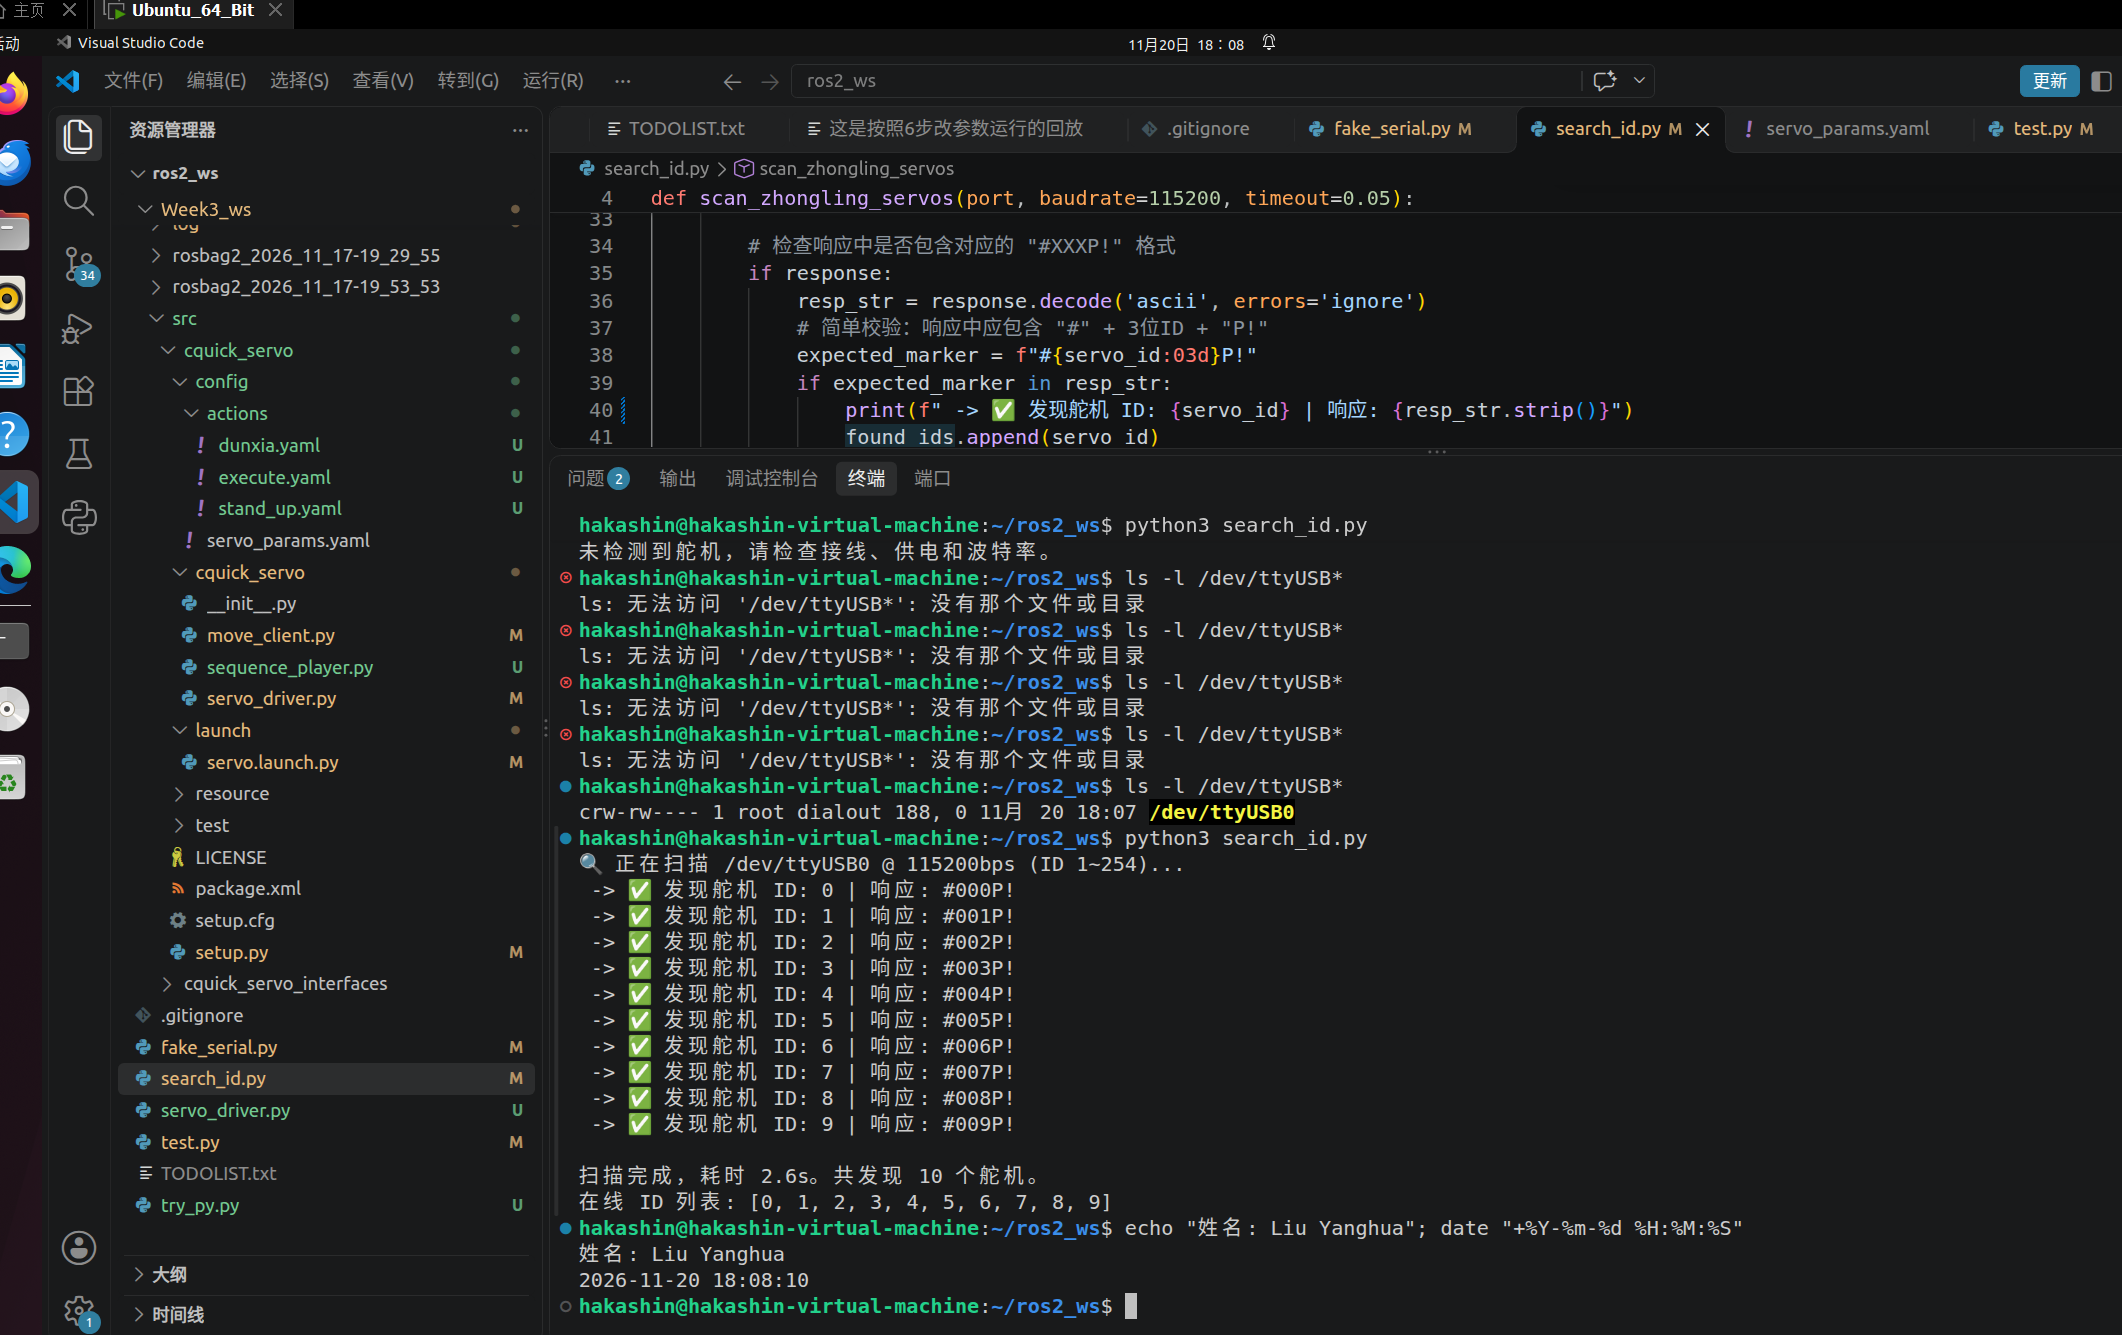 主页
Ubuntu_64_Bit
活动
Visual Studio Code
11月20日 18：08
文件(F) 编辑(E) 选择(S) 查看(V) 转到(G) 运行(R) ···
ros2_ws
更新
资源管理器 ···
TODOLIST.txt
这是按照6步改参数运行的回放
.gitignore
fake_serial.py M
search_id.py M
servo_params.yaml
test.py M
search_id.py > scan_zhongling_servos
ros2_ws
Week3_ws
log
rosbag2_2026_11_17-19_29_55
rosbag2_2026_11_17-19_53_53
src
cquick_servo
config
actions
dunxia.yaml U
execute.yaml U
stand_up.yaml U
servo_params.yaml
cquick_servo
__init__.py
move_client.py M
sequence_player.py U
servo_driver.py M
launch
servo.launch.py M
resource
test
LICENSE
package.xml
setup.cfg
setup.py M
cquick_servo_interfaces
.gitignore
fake_serial.py M
search_id.py M
servo_driver.py U
test.py M
TODOLIST.txt
try_py.py U
大纲
时间线
34
1
4 def scan_zhongling_servos(port, baudrate=115200, timeout=0.05):
33
34 # 检查响应中是否包含对应的 "#XXXP!" 格式
35 if response:
36 resp_str = response.decode('ascii', errors='ignore')
37 # 简单校验：响应中应包含 "#" + 3位ID + "P!"
38 expected_marker = f"#{servo_id:03d}P!"
39 if expected_marker in resp_str:
40 print(f" -> ✅ 发现舵机 ID: {servo_id} | 响应: {resp_str.strip()}")
41 found_ids.append(servo_id)
问题 2 输出 调试控制台 终端 端口
hakashin@hakashin-virtual-machine:~/ros2_ws$ python3 search_id.py
未检测到舵机，请检查接线、供电和波特率。
hakashin@hakashin-virtual-machine:~/ros2_ws$ ls -l /dev/ttyUSB*
ls: 无法访问 '/dev/ttyUSB*': 没有那个文件或目录
hakashin@hakashin-virtual-machine:~/ros2_ws$ ls -l /dev/ttyUSB*
ls: 无法访问 '/dev/ttyUSB*': 没有那个文件或目录
hakashin@hakashin-virtual-machine:~/ros2_ws$ ls -l /dev/ttyUSB*
ls: 无法访问 '/dev/ttyUSB*': 没有那个文件或目录
hakashin@hakashin-virtual-machine:~/ros2_ws$ ls -l /dev/ttyUSB*
ls: 无法访问 '/dev/ttyUSB*': 没有那个文件或目录
hakashin@hakashin-virtual-machine:~/ros2_ws$ ls -l /dev/ttyUSB*
crw-rw---- 1 root dialout 188, 0 11月 20 18:07 /dev/ttyUSB0
hakashin@hakashin-virtual-machine:~/ros2_ws$ python3 search_id.py
🔍 正在扫描 /dev/ttyUSB0 @ 115200bps (ID 1~254)...
-> ✅ 发现舵机 ID: 0 | 响应: #000P!
-> ✅ 发现舵机 ID: 1 | 响应: #001P!
-> ✅ 发现舵机 ID: 2 | 响应: #002P!
-> ✅ 发现舵机 ID: 3 | 响应: #003P!
-> ✅ 发现舵机 ID: 4 | 响应: #004P!
-> ✅ 发现舵机 ID: 5 | 响应: #005P!
-> ✅ 发现舵机 ID: 6 | 响应: #006P!
-> ✅ 发现舵机 ID: 7 | 响应: #007P!
-> ✅ 发现舵机 ID: 8 | 响应: #008P!
-> ✅ 发现舵机 ID: 9 | 响应: #009P!
扫描完成，耗时 2.6s。共发现 10 个舵机。
在线 ID 列表: [0, 1, 2, 3, 4, 5, 6, 7, 8, 9]
hakashin@hakashin-virtual-machine:~/ros2_ws$ echo "姓名: Liu Yanghua"; date "+%Y-%m-%d %H:%M:%S"
姓名: Liu Yanghua
2026-11-20 18:08:10
hakashin@hakashin-virtual-machine:~/ros2_ws$